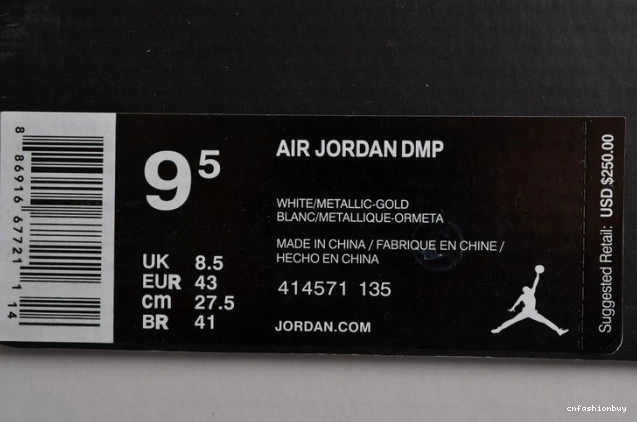 8 86916 67721 1 14
9 5
UK 8.5
EUR 43
cm 27.5
BR 41
AIR JORDAN DMP
WHITE/METALLIC-GOLD
BLANC/METALLIQUE-ORMETA
MADE IN CHINA / FABRIQUE EN CHINE /
HECHO EN CHINA
414571 135
JORDAN.COM
Suggested Retail: USD $250.00
cnfashionbuy